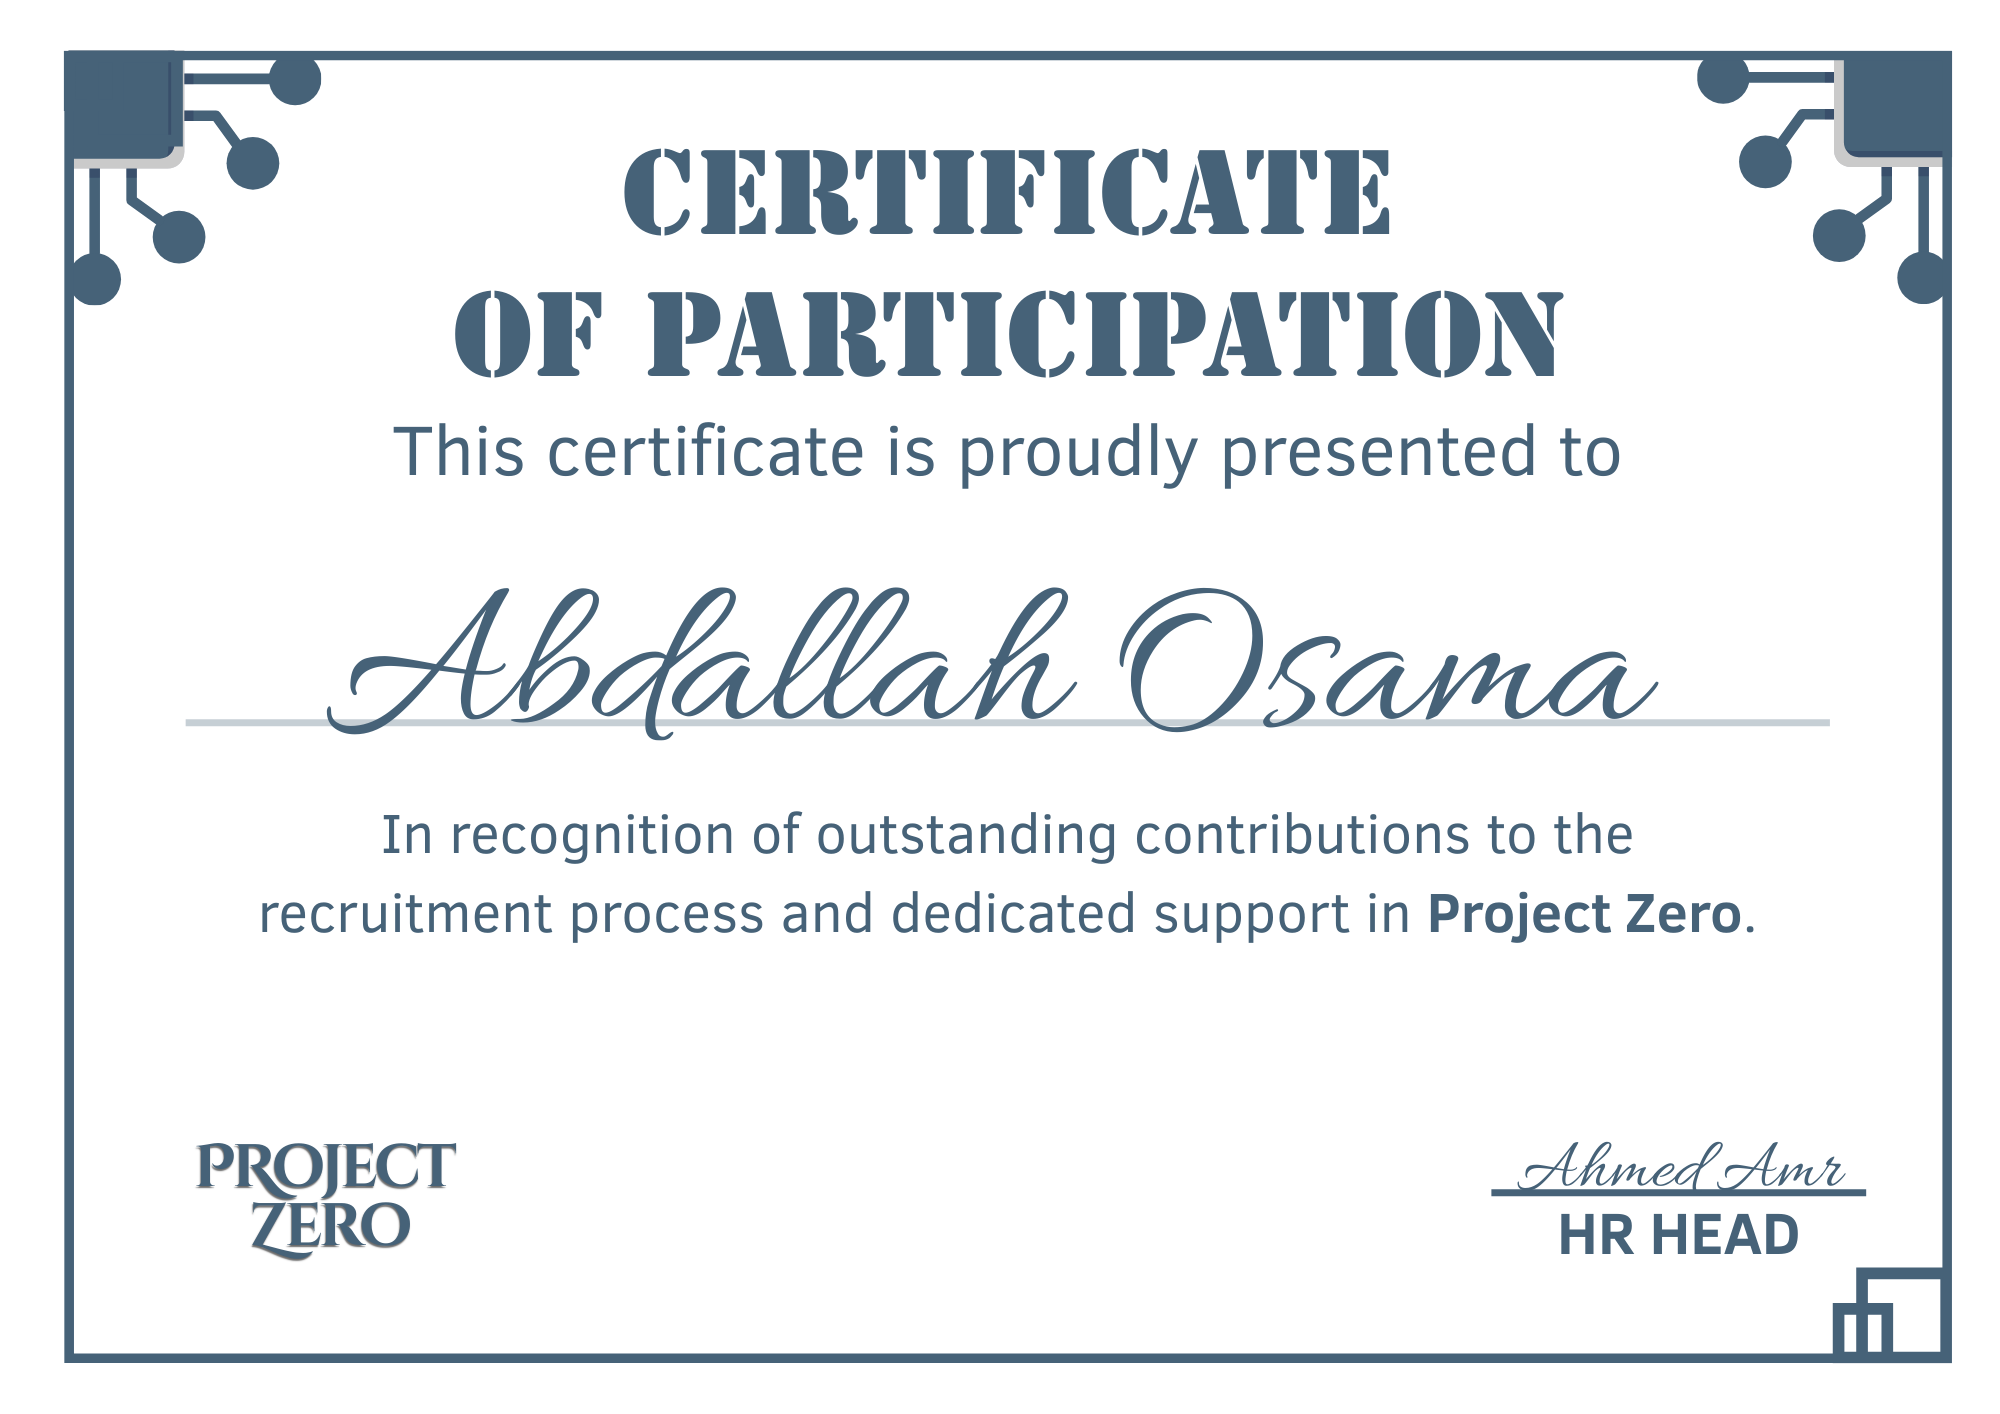 CERTIFICATE
OF PARTICIPATION
This certificate is proudly presented to
Abdallah Osama
In recognition of outstanding contributions to the
recruitment process and dedicated support in Project Zero.
PROJECT
ZERO
Ahmed Amr
HR HEAD